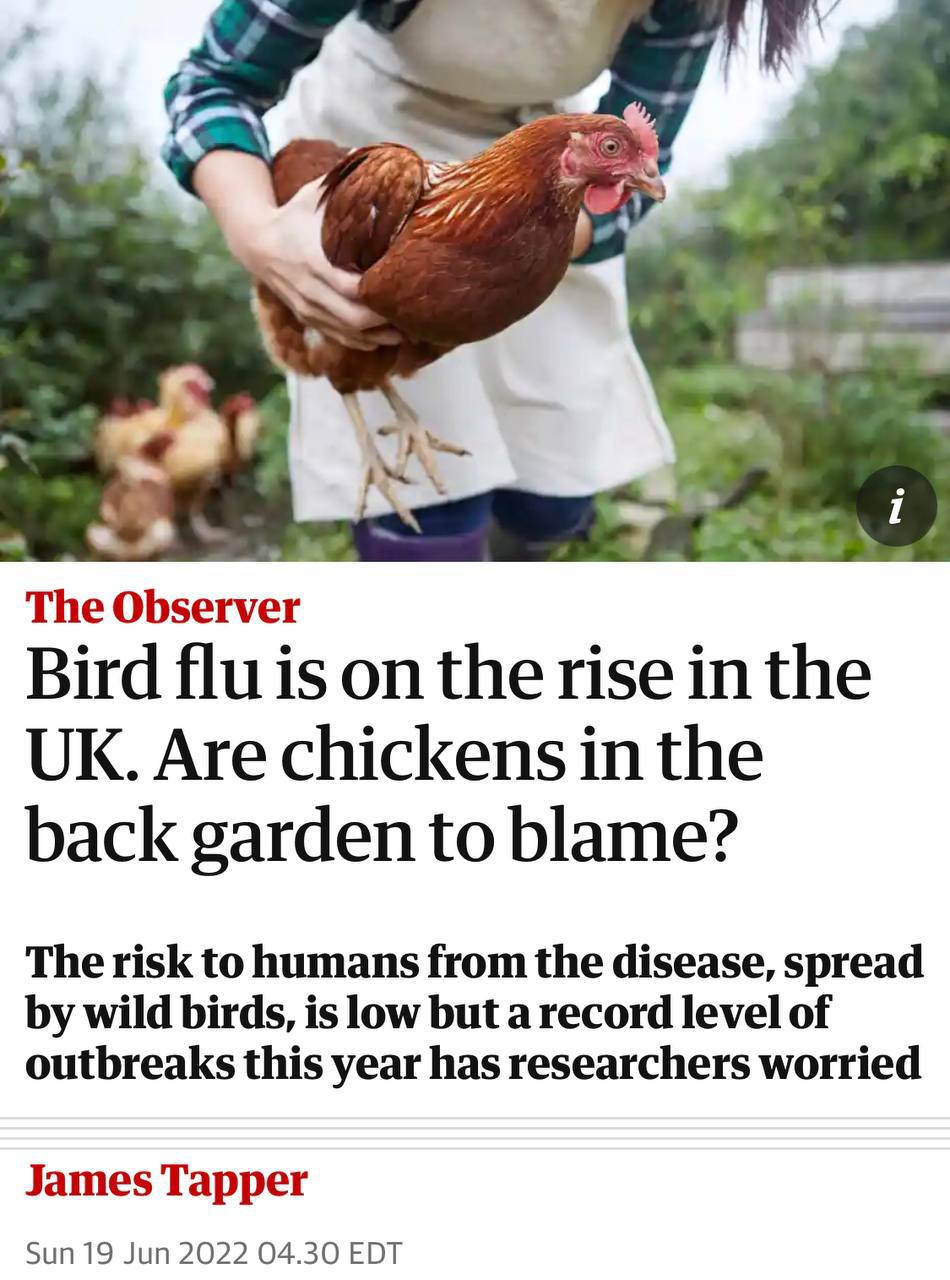 i
The Observer
Bird flu is on the rise in the
UK. Are chickens in the
back garden to blame?
The risk to humans from the disease, spread
by wild birds, is low but a record level of
outbreaks this year has researchers worried
James Tapper
Sun 19 Jun 2022 04.30 EDT